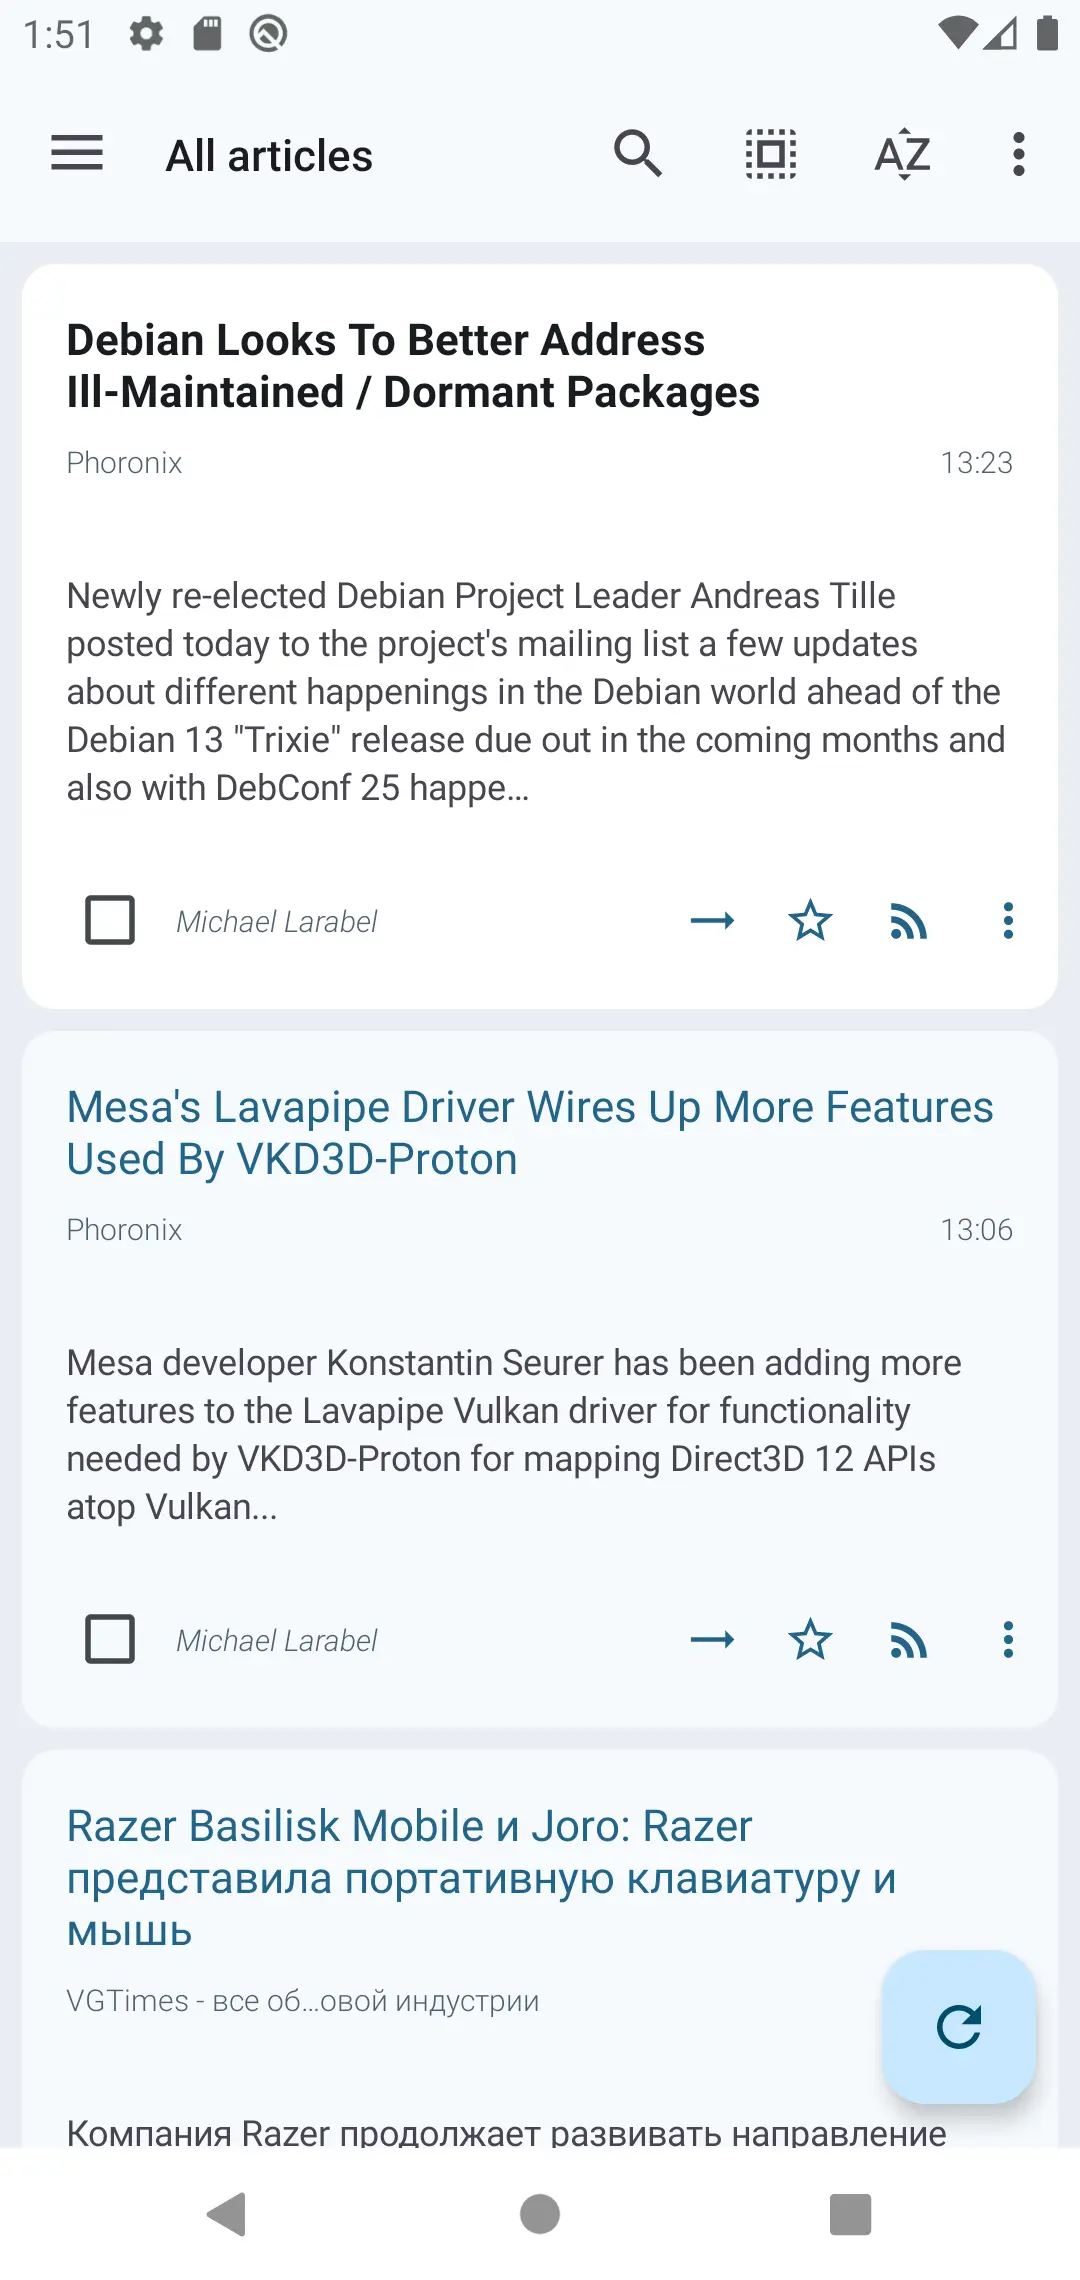 1:51
All articles
AZ
Debian Looks To Better Address
Ill-Maintained / Dormant Packages
Phoronix 13:23
Newly re-elected Debian Project Leader Andreas Tille
posted today to the project's mailing list a few updates
about different happenings in the Debian world ahead of the
Debian 13 "Trixie" release due out in the coming months and
also with DebConf 25 happe...
Michael Larabel
Mesa's Lavapipe Driver Wires Up More Features
Used By VKD3D-Proton
Phoronix 13:06
Mesa developer Konstantin Seurer has been adding more
features to the Lavapipe Vulkan driver for functionality
needed by VKD3D-Proton for mapping Direct3D 12 APIs
atop Vulkan...
Michael Larabel
Razer Basilisk Mobile и Joro: Razer
представила портативную клавиатуру и
мышь
VGTimes - все об...овой индустрии
Компания Razer продолжает развивать направление